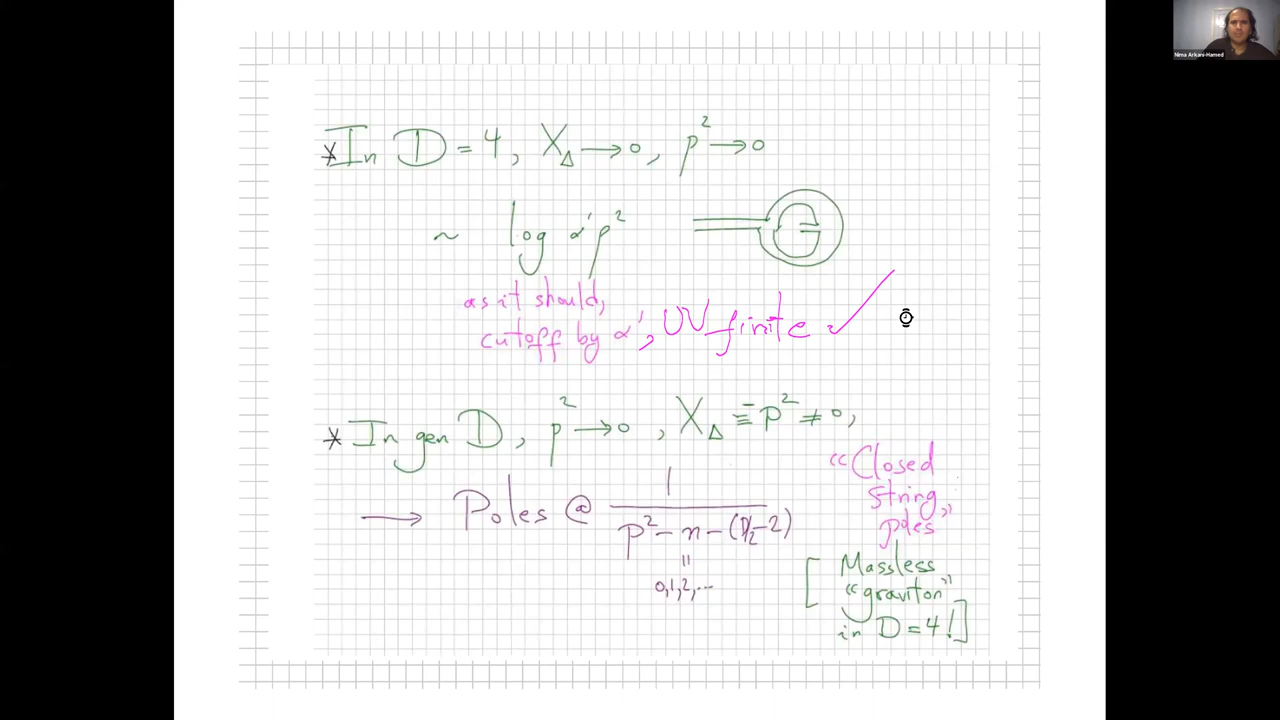 Nima Arkani-Hamed
* In D = 4, X_Δ → 0, p² → 0
~ log α' p²
as it should,
cutoff by α', UV finite ✓
* In gen D, p² → 0, X_Δ ≡ P² ≠ 0,
→ Poles @ 1 / (P² - n - (D/2 - 2))
"
0,1,2,...
“Closed
string
poles”
[Massless
“graviton”
in D = 4!]